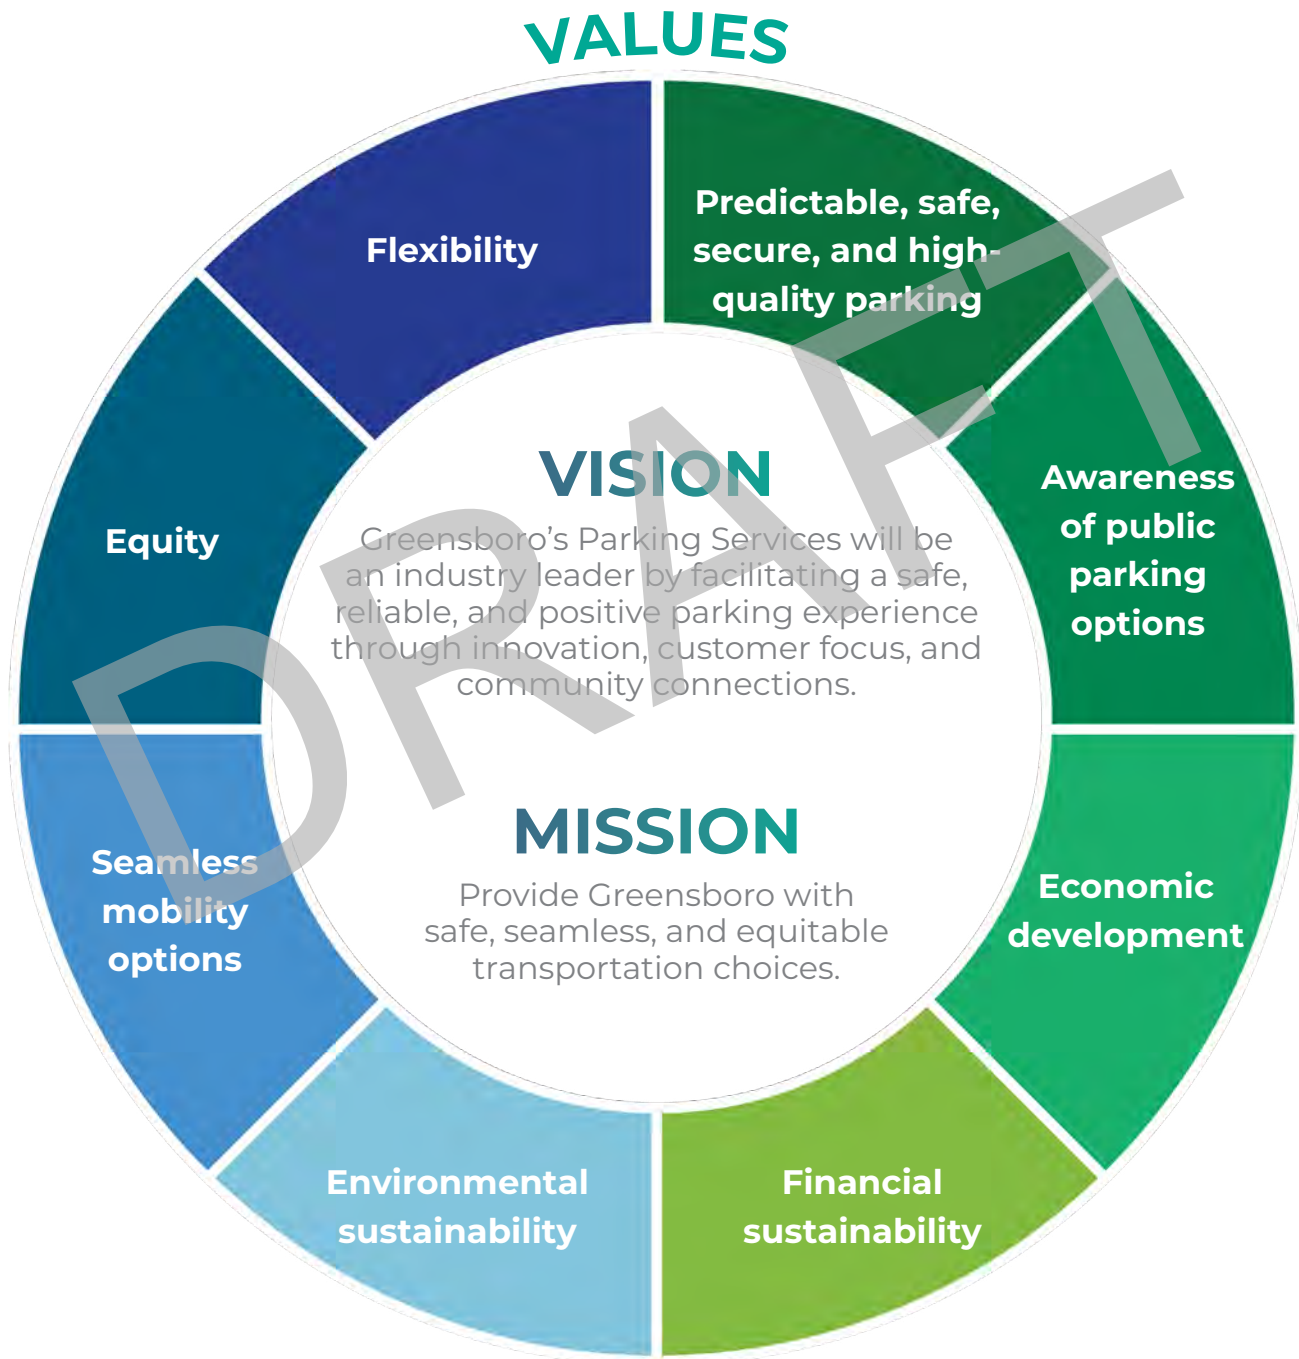 VALUES
Flexibility
Predictable, safe,
secure, and high-
quality parking
Awareness
of public
parking
options
Economic
development
Financial
sustainability
Environmental
sustainability
Seamless
mobility
options
Equity
VISION
Greensboro’s Parking Services will be
an industry leader by facilitating a safe,
reliable, and positive parking experience
through innovation, customer focus, and
community connections.
MISSION
Provide Greensboro with
safe, seamless, and equitable
transportation choices.
DRAFT